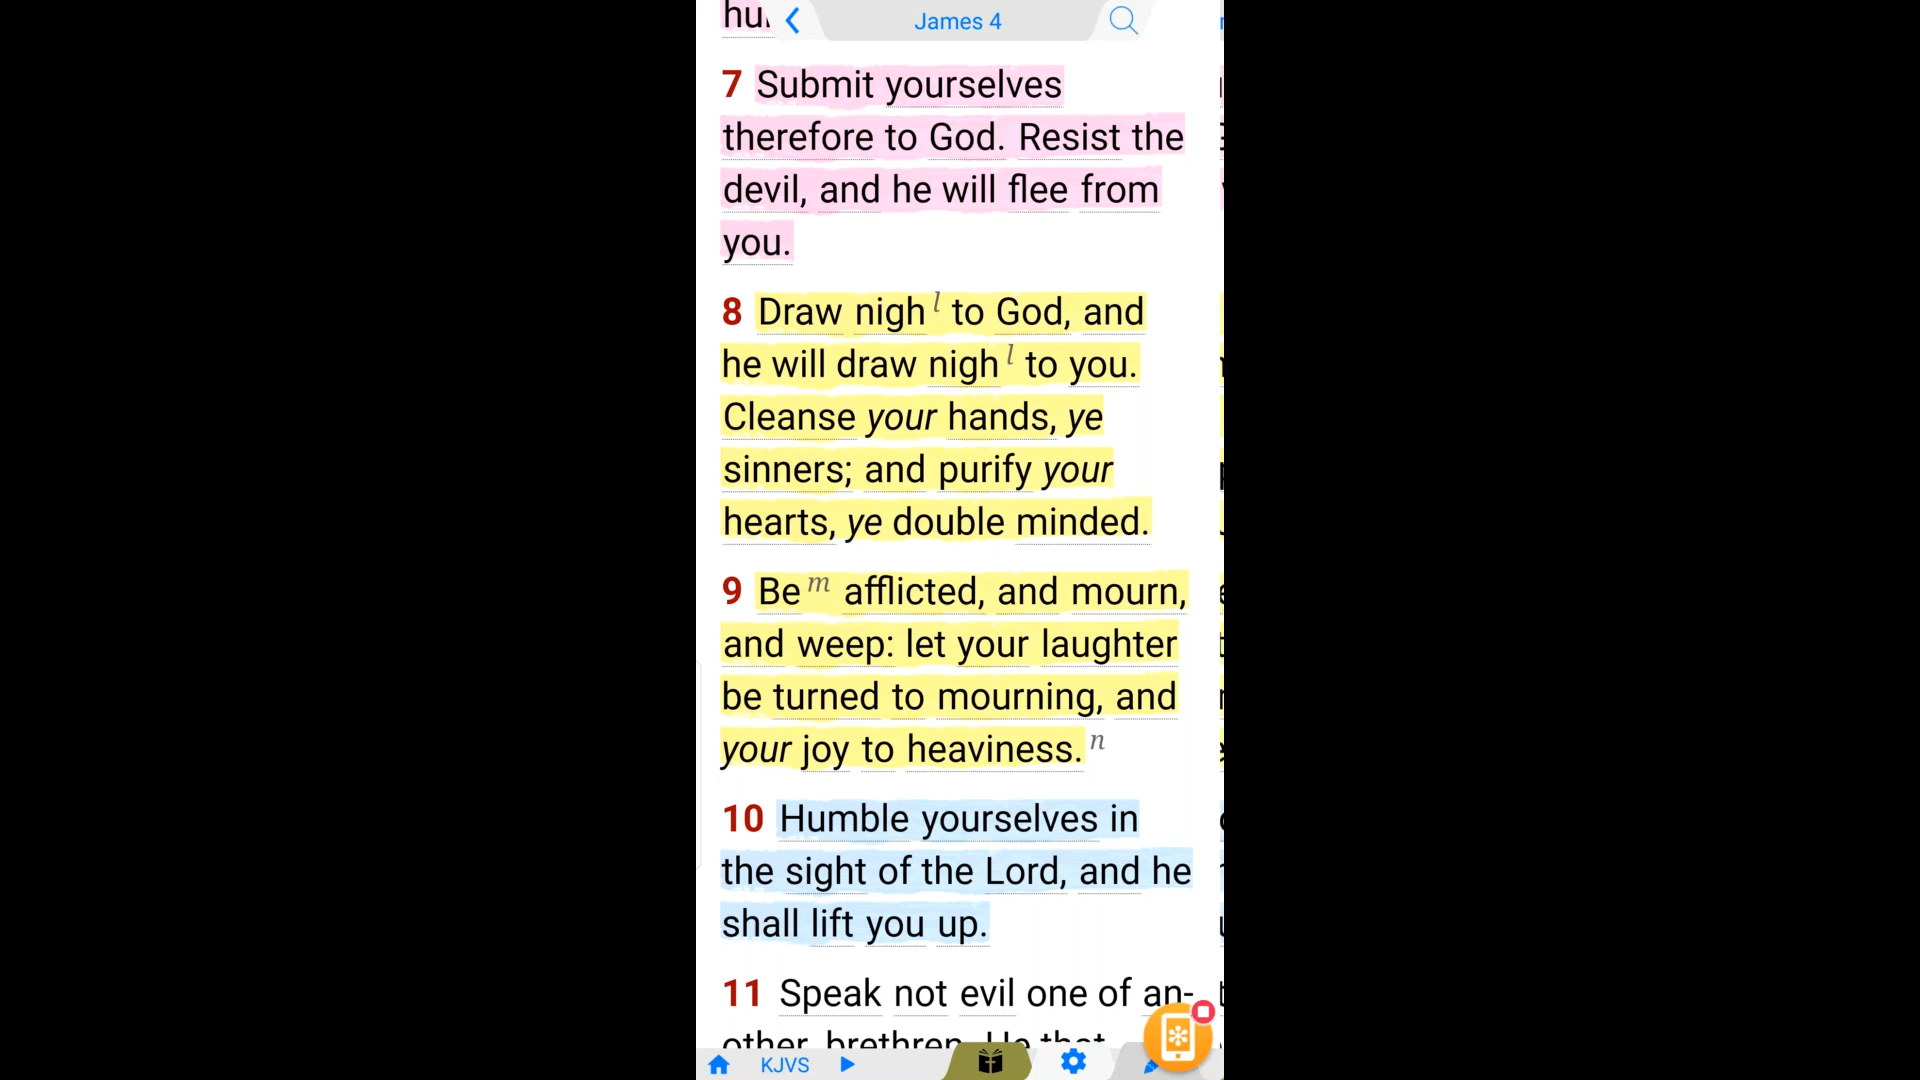 James 4
7 Submit yourselves
therefore to God. Resist the
devil, and he will flee from
you.
8 Draw nigh l to God, and
he will draw nigh l to you.
Cleanse your hands, ye
sinners; and purify your
hearts, ye double minded.
9 Be m afflicted, and mourn,
and weep: let your laughter
be turned to mourning, and
your joy to heaviness. n
10 Humble yourselves in
the sight of the Lord, and he
shall lift you up.
11 Speak not evil one of an-
other, brethren. He that
KJVS